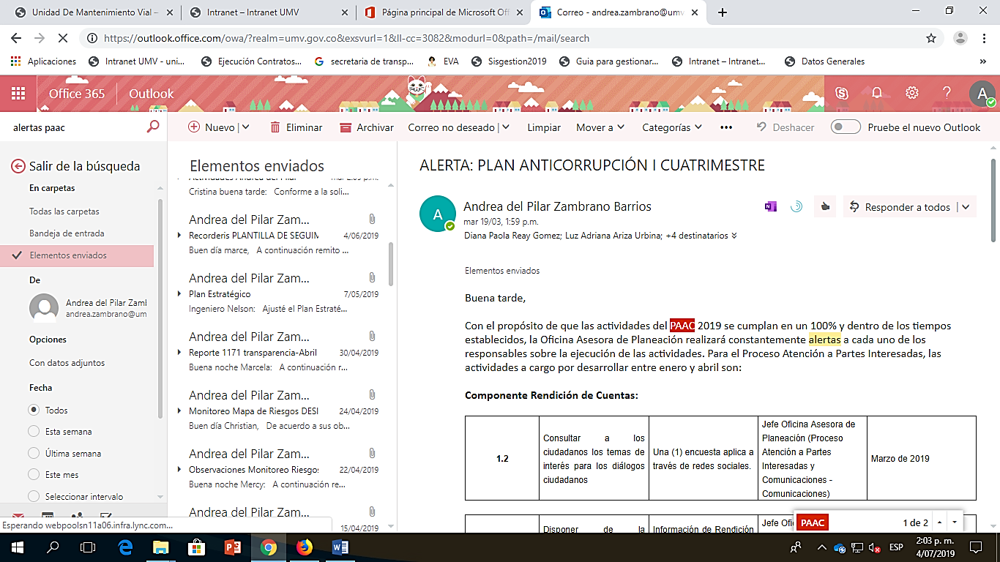 Unidad De Mantenimiento Vial –
Intranet – Intranet UMV
Página principal de Microsoft Off
Correo - andrea.zambrano@umv
https://outlook.office.com/owa/?realm=umv.gov.co&exsvurl=1&ll-cc=3082&modurl=0&path=/mail/search
Aplicaciones
Intranet UMV - uni...
Ejecución Contratos...
secretaria de transp...
EVA
Sisgestion2019
Guia para gestionar...
Intranet – Intranet...
Datos Generales
»
Office 365
Outlook
A
alertas paac
Nuevo
Eliminar
Archivar
Correo no deseado
Limpiar
Mover a
Categorías
Deshacer
Pruebe el nuevo Outlook
Salir de la búsqueda
En carpetas
Todas las carpetas
Bandeja de entrada
Elementos enviados
De
Andrea del Pilar Zaml
andrea.zambrano@um
Opciones
Con datos adjuntos
Fecha
Todos
Esta semana
Última semana
Este mes
Seleccionar intervalo
Esperando webpoolsn11a06.infra.lync.com...
Elementos enviados
Actividades Andrea del Pilar
Cristina buena tarde: Conforme a la soli...
Andrea del Pilar Zam...
Recorderis PLANTILLA DE SEGUIM 4/06/2019
Buen día marce, A continuación remito ...
Andrea del Pilar Zam...
Plan Estratégico 7/05/2019
Ingeniero Nelson: Ajusté el Plan Estraté...
Andrea del Pilar Zam...
Reporte 1171 transparencia-Abril 30/04/2019
Buena noche Marcela: A continuación r...
Andrea del Pilar Zam...
Monitoreo Mapa de Riesgos DESI 24/04/2019
Buen día Christian, De acuerdo a sus ob...
Andrea del Pilar Zam...
Observaciones Monitoreo Riesgos 22/04/2019
Buena noche Mercy: A continuación re...
Andrea del Pilar Zam...
15/04/2019
ALERTA: PLAN ANTICORRUPCIÓN I CUATRIMESTRE
A
Andrea del Pilar Zambrano Barrios
mar 19/03, 1:59 p.m.
Diana Paola Reay Gomez; Luz Adriana Ariza Urbina; +4 destinatarios
Responder a todos
Elementos enviados
Buena tarde,
Con el propósito de que las actividades del PAAC 2019 se cumplan en un 100% y dentro de los tiempos
establecidos, la Oficina Asesora de Planeación realizará constantemente alertas a cada uno de los
responsables sobre la ejecución de las actividades. Para el Proceso Atención a Partes Interesadas, las
actividades a cargo por desarrollar entre enero y abril son:
Componente Rendición de Cuentas:
1.2
Consultar a los
ciudadanos los temas de
interés para los diálogos
ciudadanos
Una (1) encuesta aplica a
través de redes sociales.
Jefe Oficina Asesora de
Planeación (Proceso
Atención a Partes
Interesadas y
Comunicaciones -
Comunicaciones)
Marzo de 2019
Disponer de la
Información de Rendición
Jefe Ofi
PAAC
1 de 2
ESP
2:03 p. m.
4/07/2019